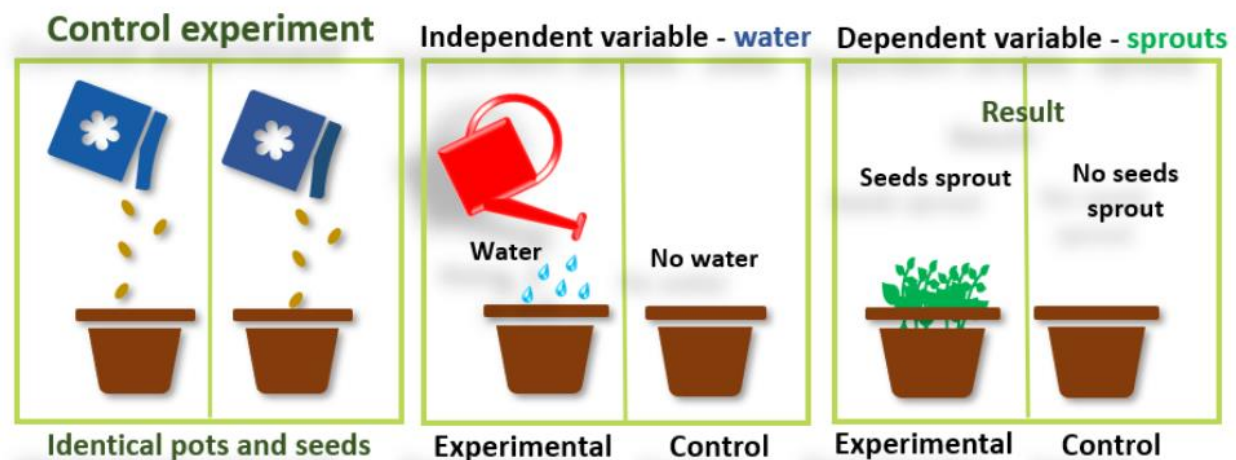 Control experiment
Identical pots and seeds
Independent variable - water
Water
No water
Experimental
Control
Dependent variable - sprouts
Result
Seeds sprout
No seeds
sprout
Experimental
Control